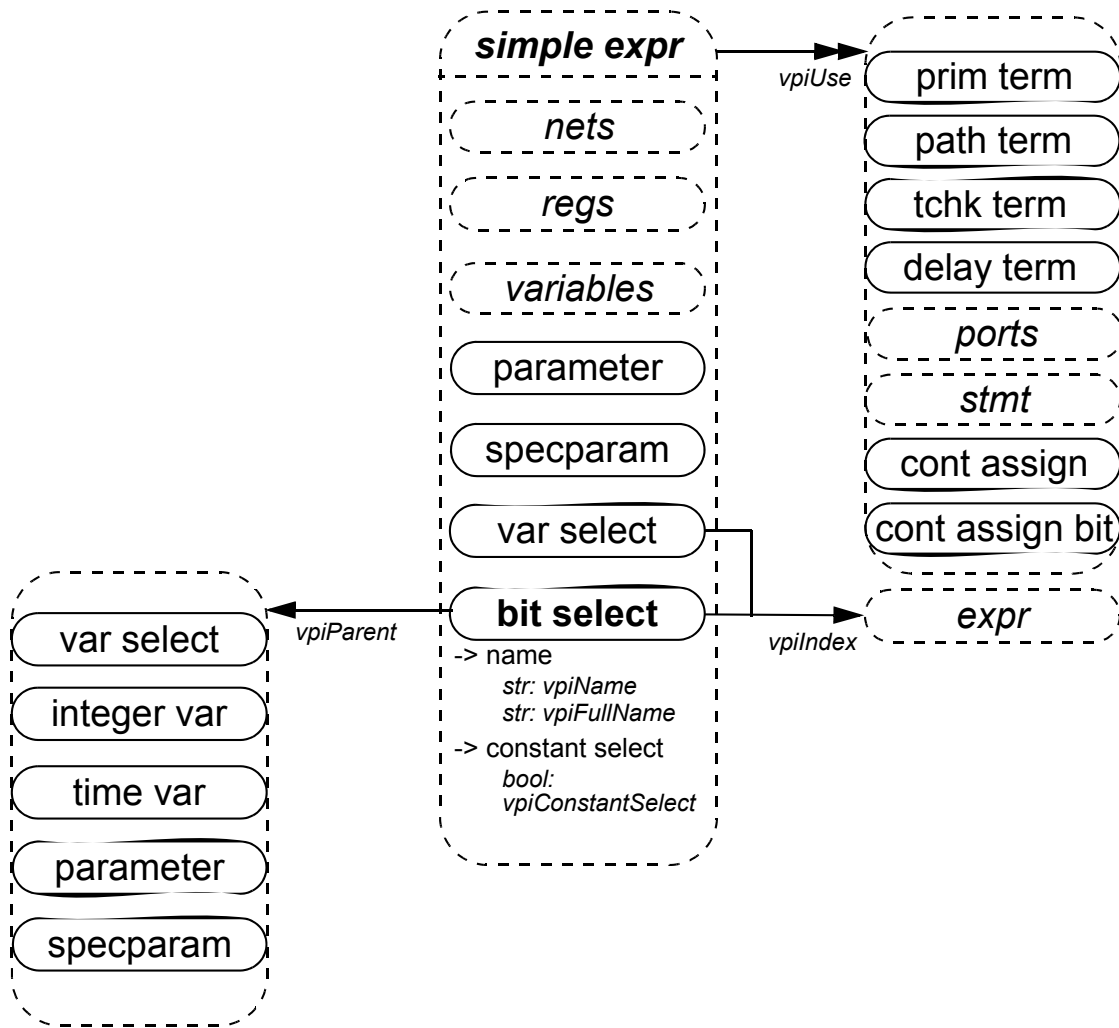 simple expr
nets
regs
variables
parameter
specparam
var select
bit select
-> name
str: vpiName
str: vpiFullName
-> constant select
bool:
vpiConstantSelect
vpiUse
prim term
path term
tchk term
delay term
ports
stmt
cont assign
cont assign bit
vpiIndex
expr
vpiParent
var select
integer var
time var
parameter
specparam